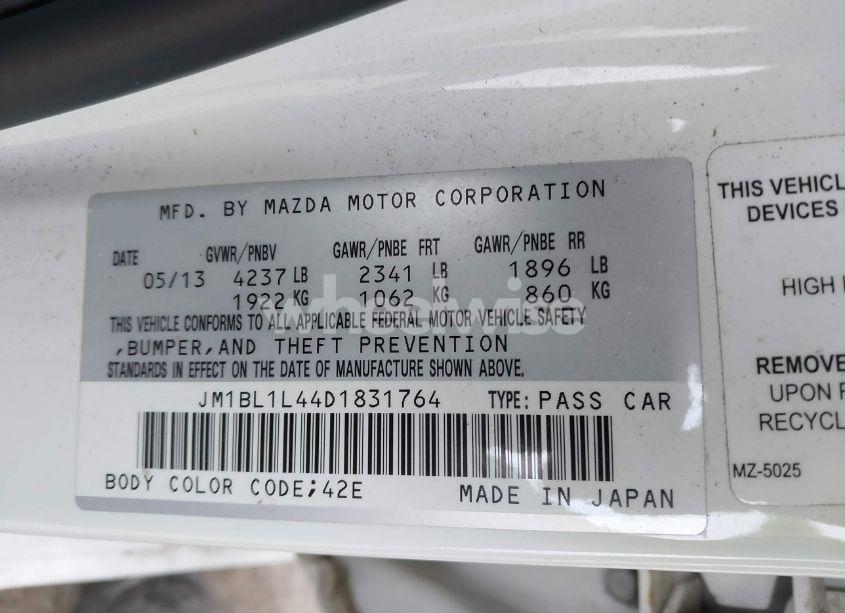 MFD. BY MAZDA MOTOR CORPORATION
DATE GVWR/PNBV GAWR/PNBE FRT GAWR/PNBE RR
05/13 4237 LB 2341 LB 1896 LB
1922 KG 1062 KG 860 KG
THIS VEHICLE CONFORMS TO ALL APPLICABLE FEDERAL MOTOR VEHICLE SAFETY
,BUMPER,AND THEFT PREVENTION
STANDARDS IN EFFECT ON THE DATE OF MANUFACTURE SHOWN ABOVE.
JM1BL1L44D1831764 TYPE: PASS CAR
BODY COLOR CODE;42E MADE IN JAPAN
wheelwise
THIS VEHICL
DEVICES
HIGH
REMOVE
UPON
RECYCL
MZ-5025